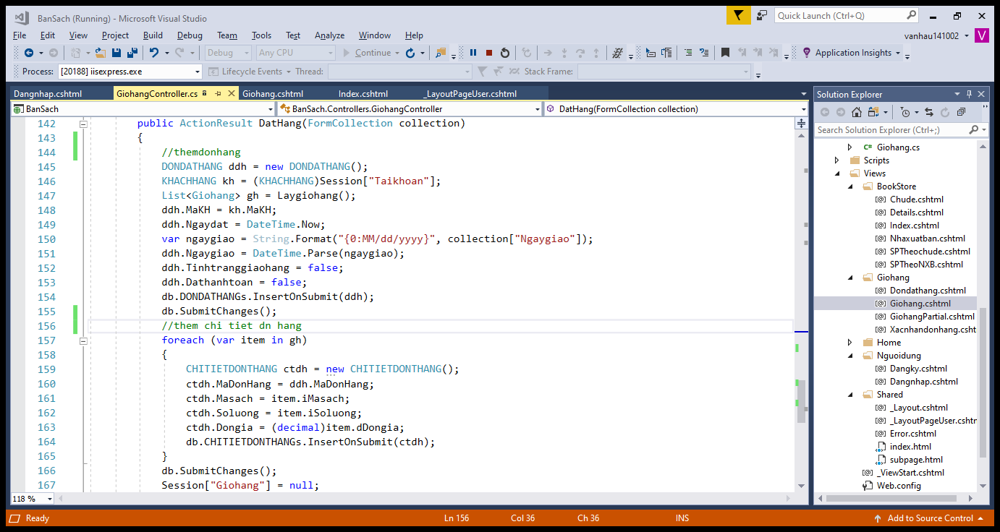 BanSach (Running) - Microsoft Visual Studio
Quick Launch (Ctrl+Q)
File Edit View Project Build Debug Team Tools Test Analyze Window Help
vanhau141002 V
Debug Any CPU Continue Application Insights
Process: [20188] iisexpress.exe Lifecycle Events Thread: Stack Frame:
Dangnhap.cshtml GiohangController.cs Giohang.cshtml Index.cshtml _LayoutPageUser.cshtml
BanSach BanSach.Controllers.GiohangController DatHang(FormCollection collection)
142 public ActionResult DatHang(FormCollection collection)
143 {
144 //themdonhang
145 DONDATHANG ddh = new DONDATHANG();
146 KHACHHANG kh = (KHACHHANG)Session["Taikhoan"];
147 List<Giohang> gh = Laygiohang();
148 ddh.MaKH = kh.MaKH;
149 ddh.Ngaydat = DateTime.Now;
150 var ngaygiao = String.Format("{0:MM/dd/yyyy}", collection["Ngaygiao"]);
151 ddh.Ngaygiao = DateTime.Parse(ngaygiao);
152 ddh.Tinhtranggiaohang = false;
153 ddh.Dathanhtoan = false;
154 db.DONDATHANGs.InsertOnSubmit(ddh);
155 db.SubmitChanges();
156 //them chi tiet dn hang
157 foreach (var item in gh)
158 {
159 CHITIETDONTHANG ctdh = new CHITIETDONTHANG();
160 ctdh.MaDonHang = ddh.MaDonHang;
161 ctdh.Masach = item.iMasach;
162 ctdh.Soluong = item.iSoluong;
163 ctdh.Dongia = (decimal)item.dDongia;
164 db.CHITIETDONTHANGs.InsertOnSubmit(ctdh);
165 }
166 db.SubmitChanges();
167 Session["Giohang"] = null;
118 %
Solution Explorer
Search Solution Explorer (Ctrl+;)
C# Giohang.cs
Scripts
Views
BookStore
[@] Chude.cshtml
[@] Details.cshtml
[@] Index.cshtml
[@] Nhaxuatban.cshtml
[@] SPTheochude.cshtml
[@] SPTheoNXB.cshtml
Giohang
[@] Dondathang.cshtml
[@] Giohang.cshtml
[@] GiohangPartial.cshtml
[@] Xacnhandonhang.csht
Home
Nguoidung
[@] Dangky.cshtml
[@] Dangnhap.cshtml
Shared
[@] _Layout.cshtml
[@] _LayoutPageUser.cshtr
[@] Error.cshtml
index.html
subpage.html
[@] _ViewStart.cshtml
Web.config
Ready Ln 156 Col 36 Ch 36 INS Add to Source Control